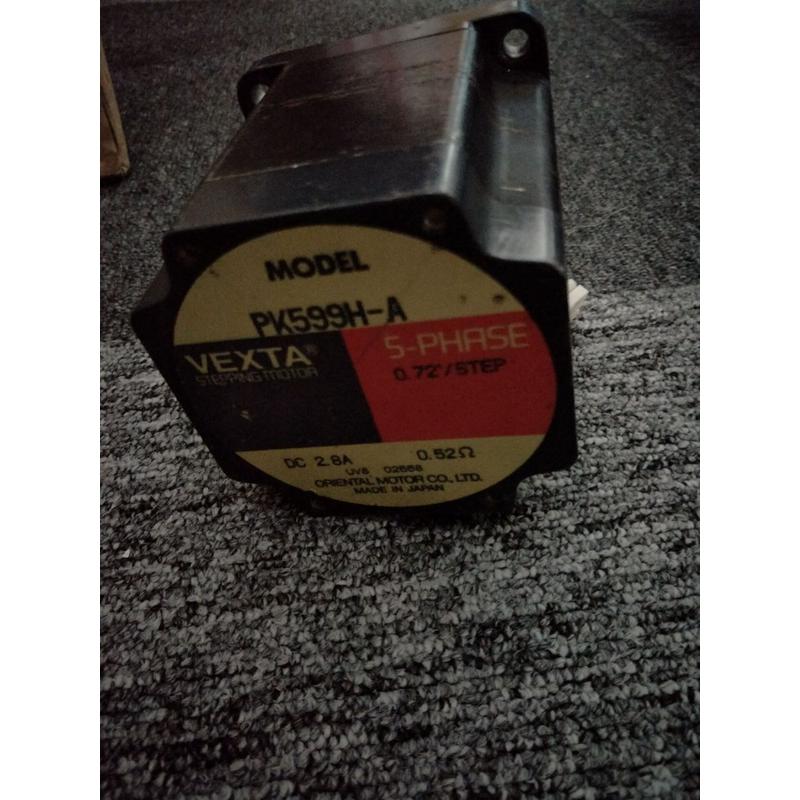 MODEL
PK599H-A
VEXTA®
STEPPING MOTOR
5-PHASE
0.72°/STEP
DC 2.8A 0.52Ω
ORIENTAL MOTOR CO., LTD.
MADE IN JAPAN